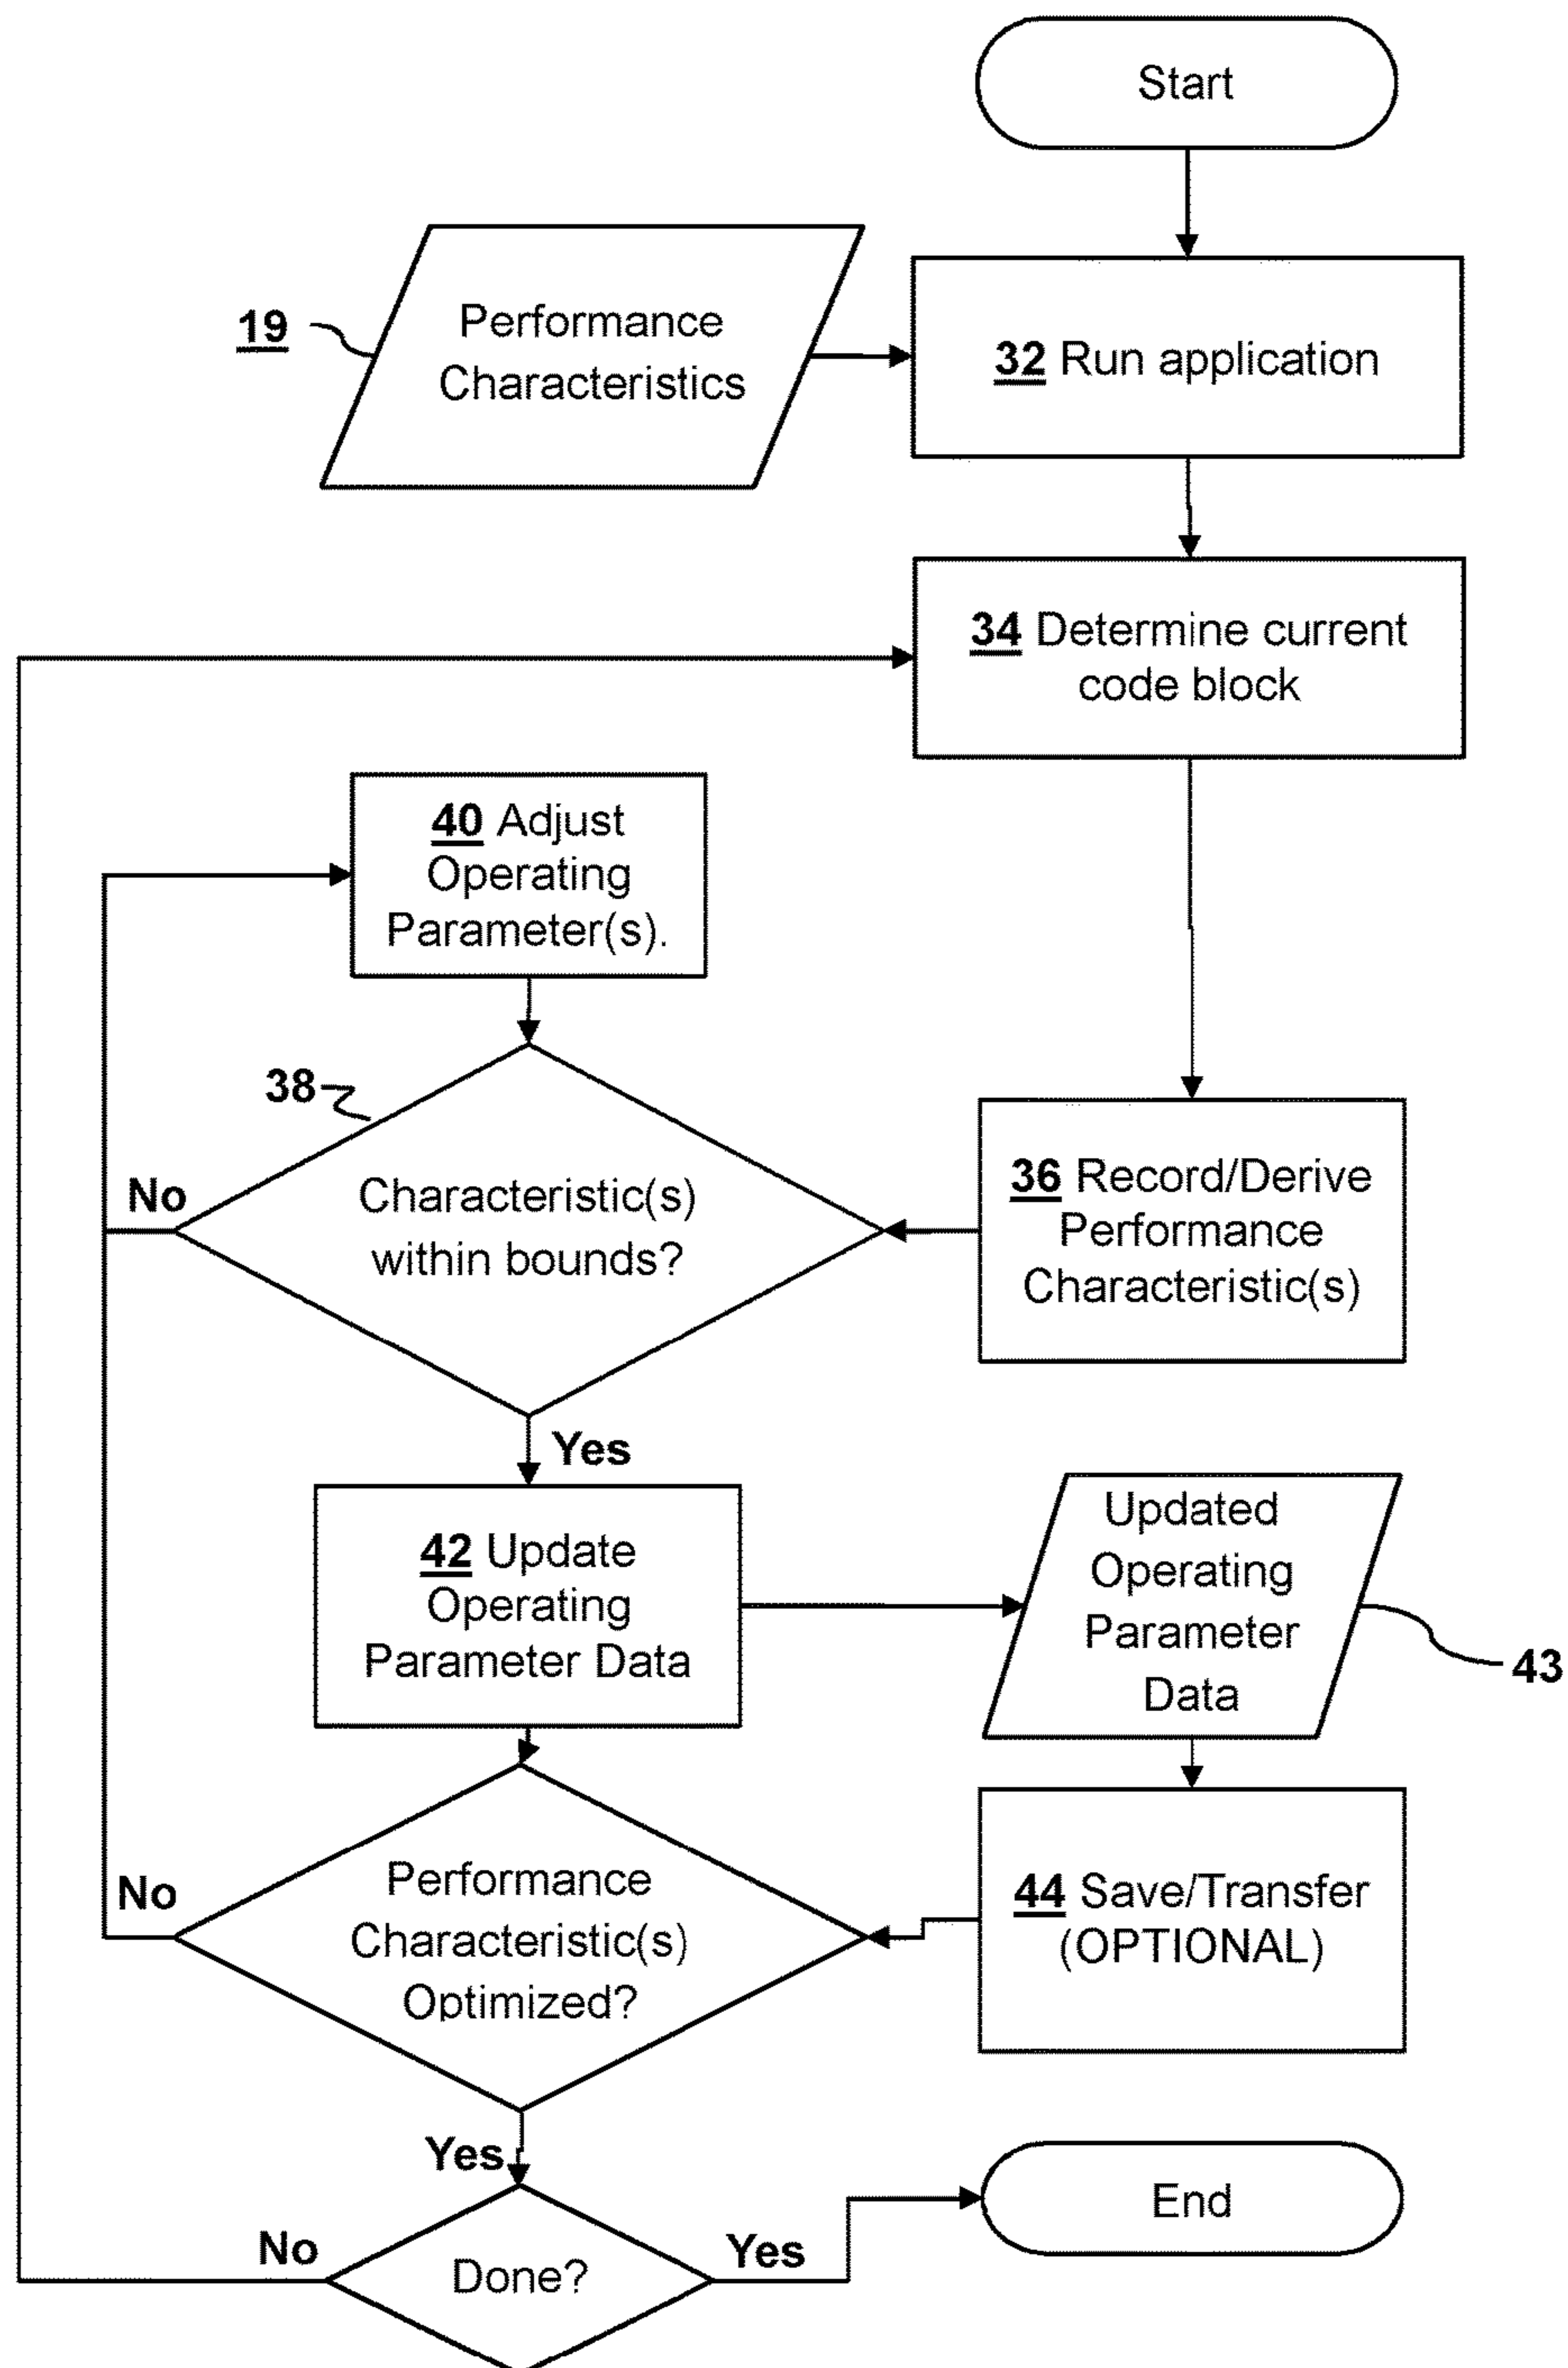 Start
19
Performance
Characteristics
32 Run application
34 Determine current
code block
40 Adjust
Operating
Parameter(s).
38
No
Characteristic(s)
within bounds?
36 Record/Derive
Performance
Characteristic(s)
Yes
42 Update
Operating
Parameter Data
Updated
Operating
Parameter
Data
43
No
Performance
Characteristic(s)
Optimized?
44 Save/Transfer
(OPTIONAL)
Yes
No
Done?
Yes
End